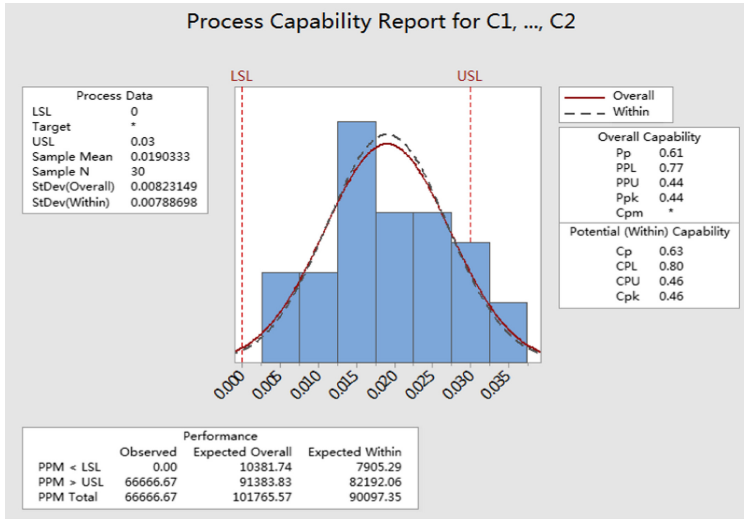 Process Capability Report for C1, ..., C2
LSL
USL
Process Data
LSL 0
Target *
USL 0.03
Sample Mean 0.0190333
Sample N 30
StDev(Overall) 0.00823149
StDev(Within) 0.00788698
Overall
Within
Overall Capability
Pp 0.61
PPL 0.77
PPU 0.44
Ppk 0.44
Cpm *
Potential (Within) Capability
Cp 0.63
CPL 0.80
CPU 0.46
Cpk 0.46
0.000 0.005 0.010 0.015 0.020 0.025 0.030 0.035
Performance
Observed Expected Overall Expected Within
PPM < LSL 0.00 10381.74 7905.29
PPM > USL 66666.67 91383.83 82192.06
PPM Total 66666.67 101765.57 90097.35